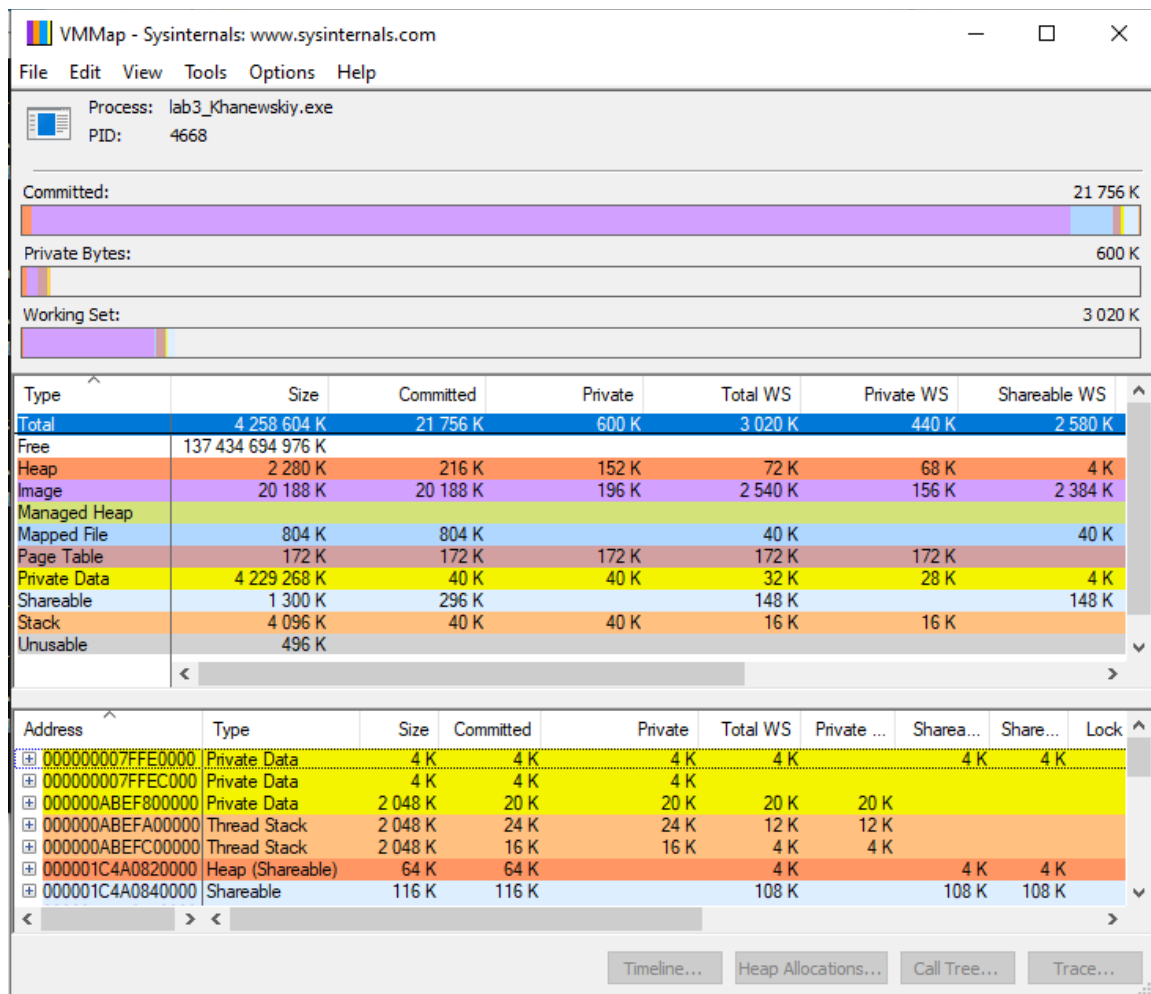 VMMap - Sysinternals: www.sysinternals.com
File Edit View Tools Options Help
Process: lab3_Khanewskiy.exe
PID: 4668
Committed: 21 756 K
Private Bytes: 600 K
Working Set: 3 020 K
Type Size Committed Private Total WS Private WS Shareable WS
Total 4 258 604 K 21 756 K 600 K 3 020 K 440 K 2 580 K
Free 137 434 694 976 K
Heap 2 280 K 216 K 152 K 72 K 68 K 4 K
Image 20 188 K 20 188 K 196 K 2 540 K 156 K 2 384 K
Managed Heap
Mapped File 804 K 804 K 40 K 40 K
Page Table 172 K 172 K 172 K 172 K 172 K
Private Data 4 229 268 K 40 K 40 K 32 K 28 K 4 K
Shareable 1 300 K 296 K 148 K 148 K
Stack 4 096 K 40 K 40 K 16 K 16 K
Unusable 496 K
Address Type Size Committed Private Total WS Private ... Sharea... Share... Lock
000000007FFE0000 Private Data 4 K 4 K 4 K 4 K 4 K 4 K
000000007FFEC000 Private Data 4 K 4 K 4 K
000000ABEF800000 Private Data 2 048 K 20 K 20 K 20 K 20 K
000000ABEFA00000 Thread Stack 2 048 K 24 K 24 K 12 K 12 K
000000ABEFC00000 Thread Stack 2 048 K 16 K 16 K 4 K 4 K
000001C4A0820000 Heap (Shareable) 64 K 64 K 4 K 4 K 4 K
000001C4A0840000 Shareable 116 K 116 K 108 K 108 K 108 K
Timeline... Heap Allocations... Call Tree... Trace...